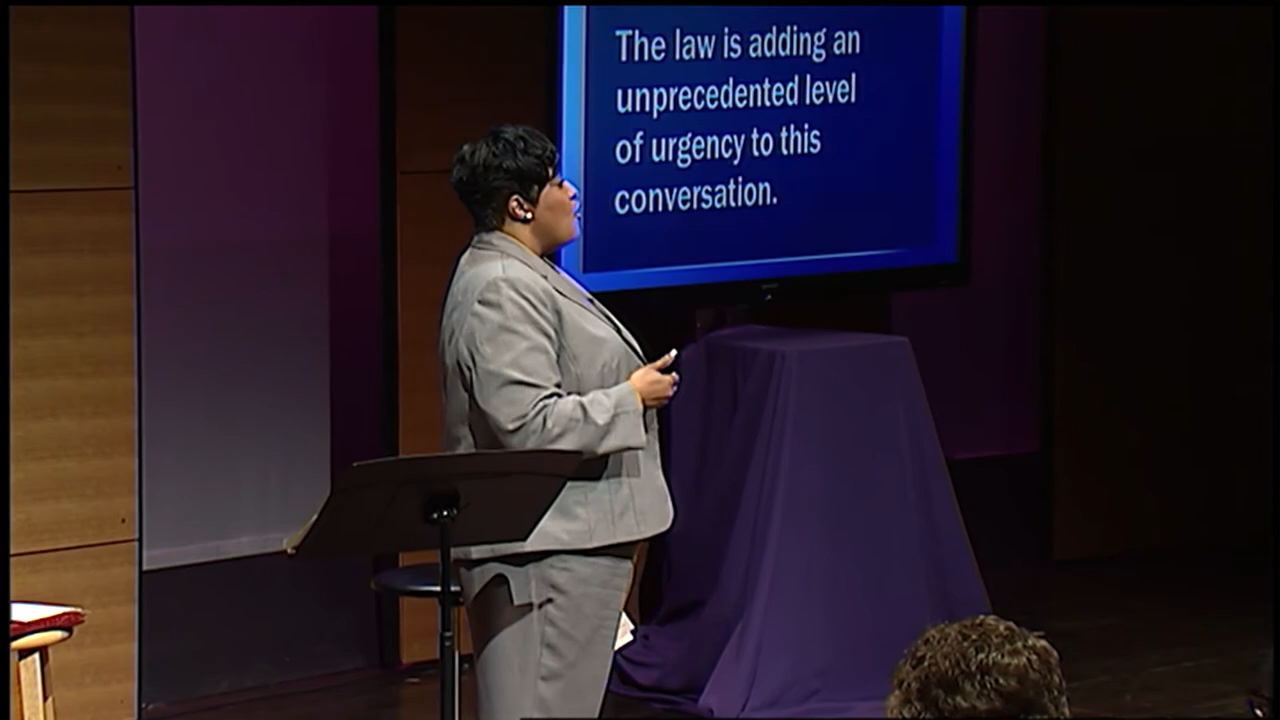 The law is adding an
unprecedented level
of urgency to this
conversation.